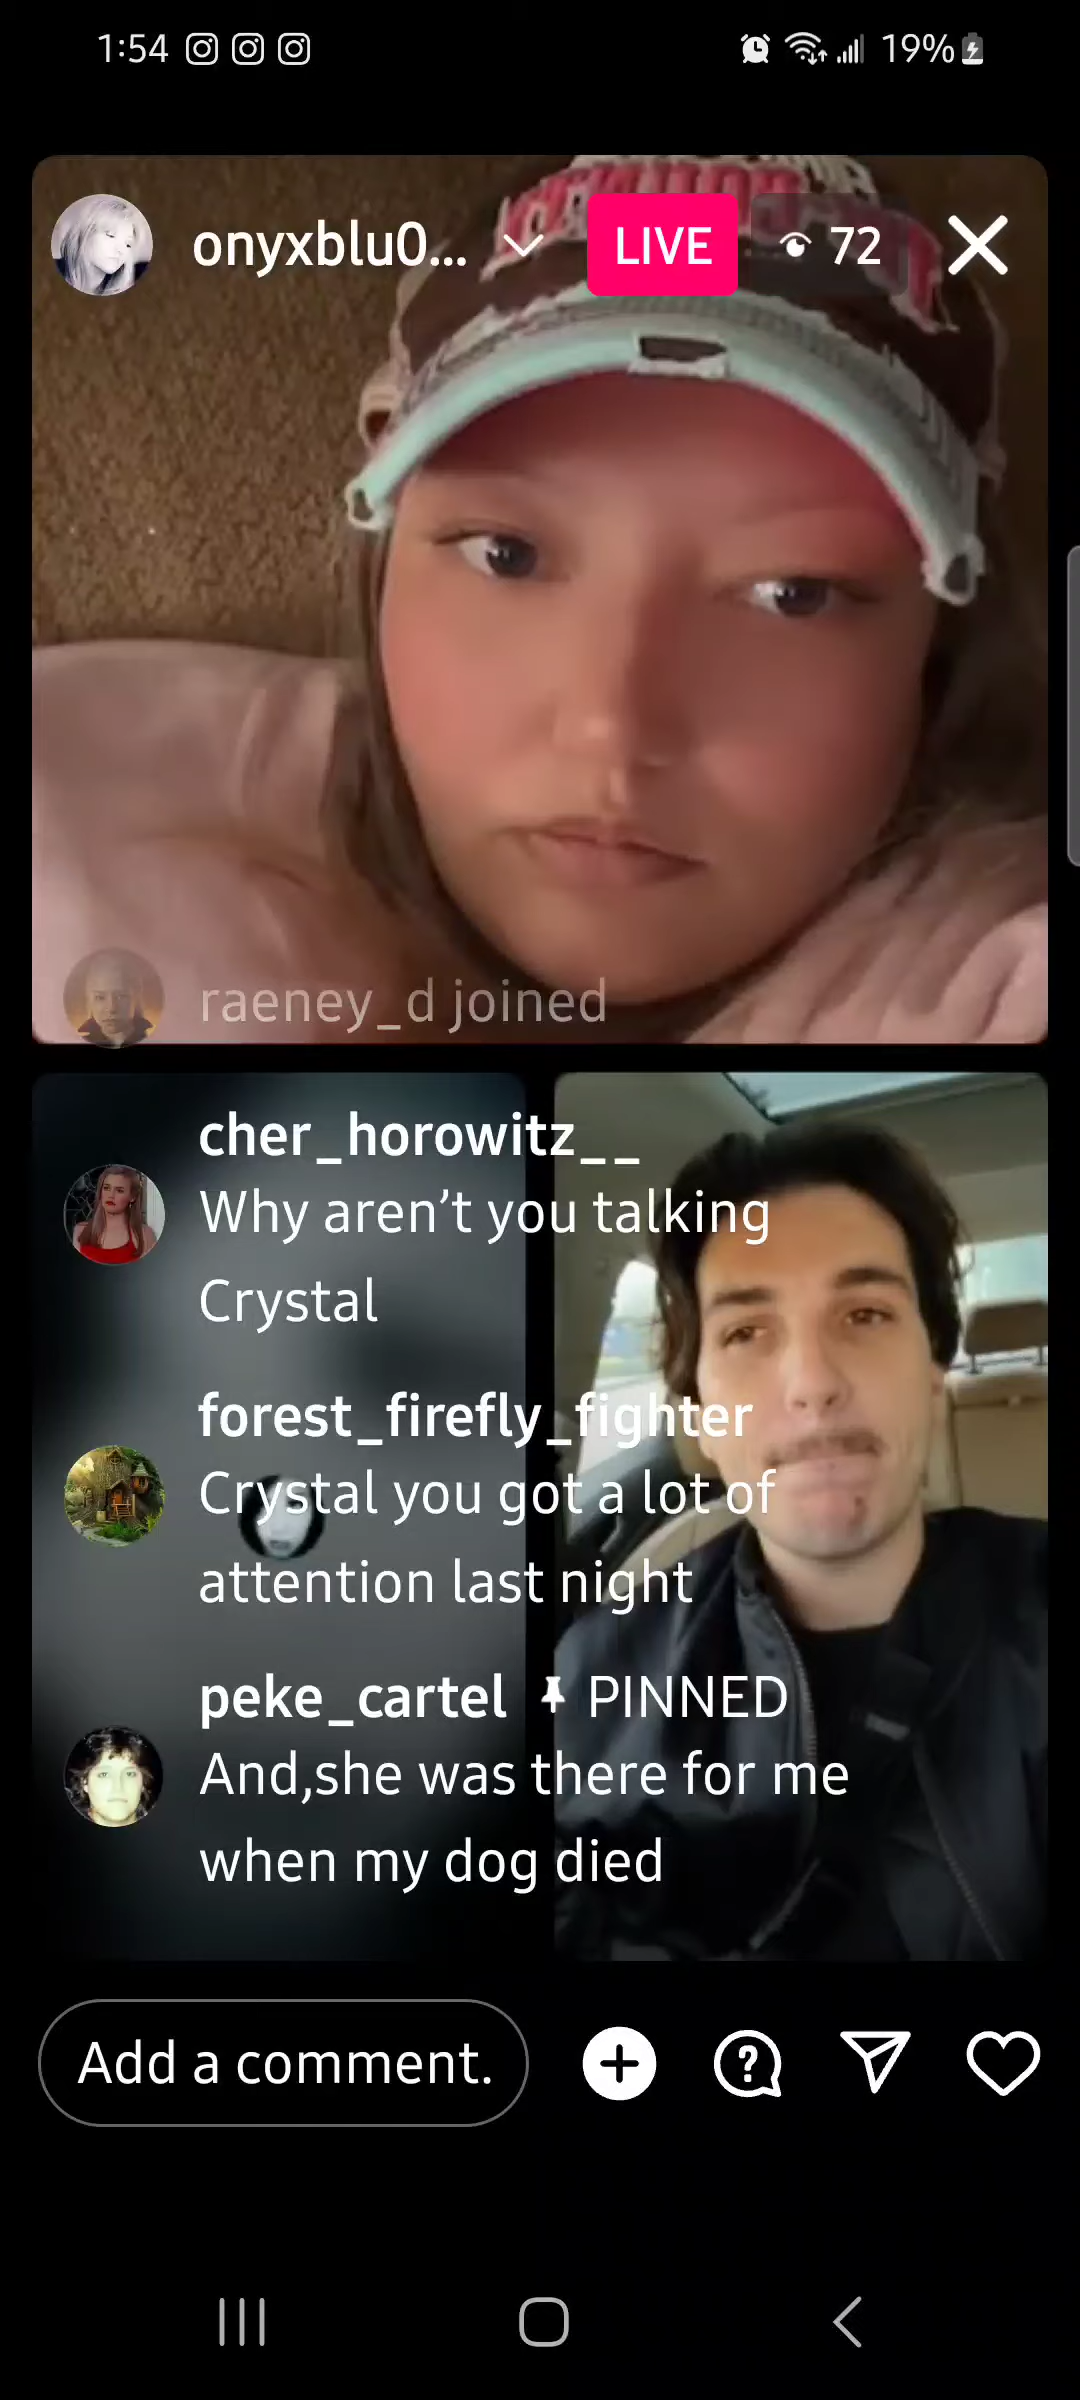 1:54
19%
onyxblu0...
LIVE
72
raeney_d joined
cher_horowitz__
Why aren’t you talking
Crystal
forest_firefly_fighter
Crystal you got a lot of
attention last night
peke_cartel PINNED
And,she was there for me
when my dog died
Add a comment.